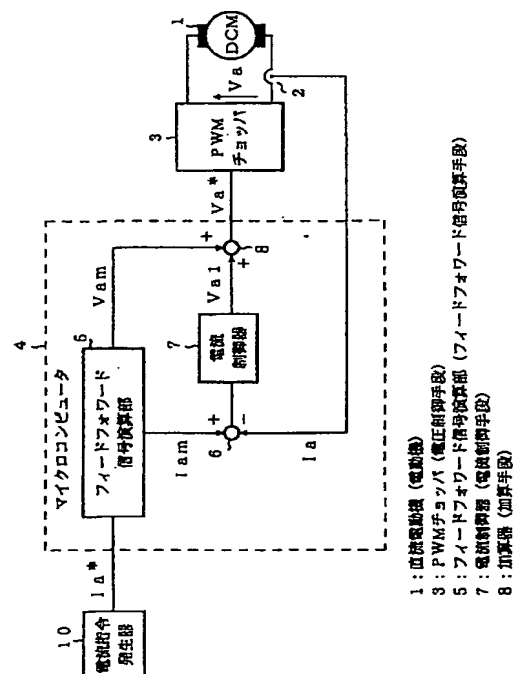 10
電流指令
発生器
Ia*
4
マイクロコンピュータ
5
フィードフォワード
信号演算部
Vam
Iam
+
-
6
7
電流
制御器
Va1
+
+
8
Va*
3
PWM
チョッパ
Va
1
DCM
2
Ia
1：直流電動機（電動機）
3：PWMチョッパ（電圧制御手段）
5：フィードフォワード信号演算部（フィードフォワード信号演算手段）
7：電流制御器（電流制御手段）
8：加算器（加算手段）